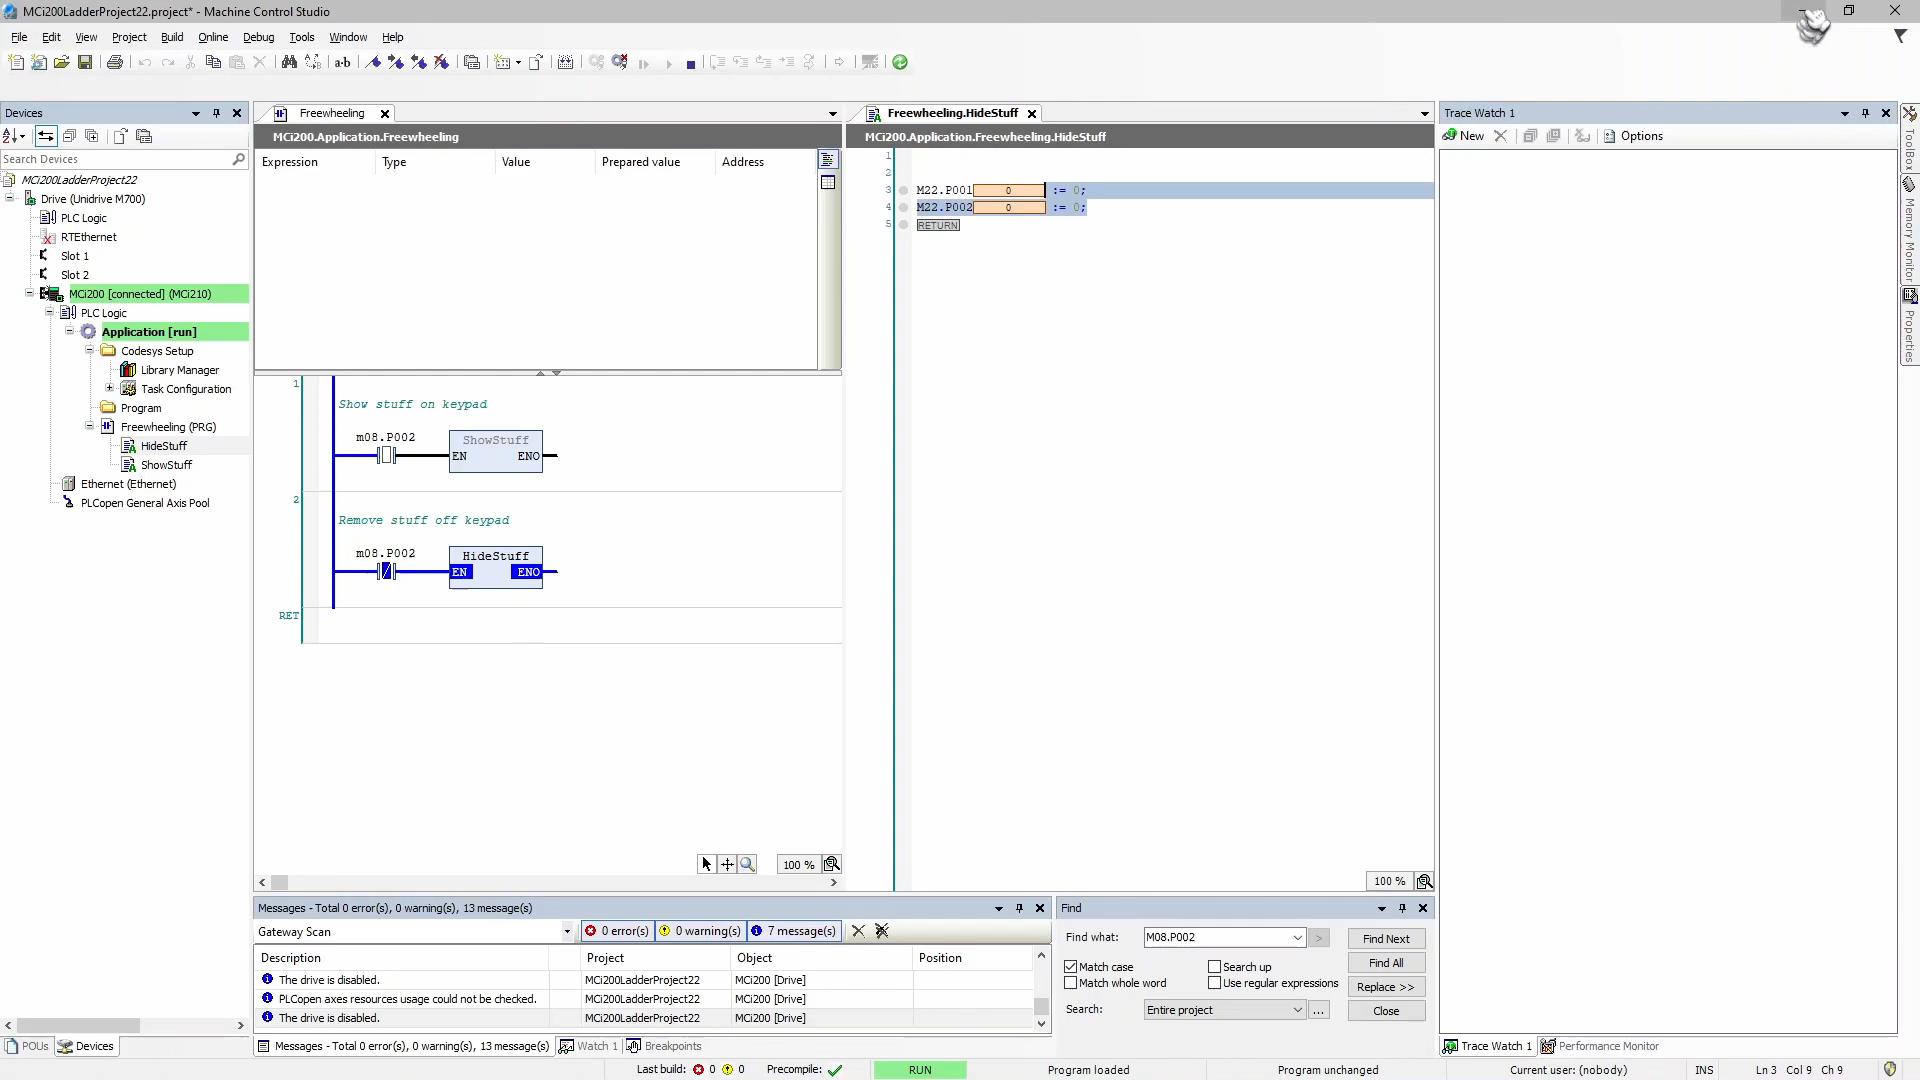 MCi200LadderProject22.project* - Machine Control Studio
File Edit View Project Build Online Debug Tools Window Help
Devices
Search Devices
MCi200LadderProject22
Drive (Unidrive M700)
PLC Logic
RTEthernet
Slot 1
Slot 2
MCi200 [connected] (MCi210)
PLC Logic
Application [run]
Codesys Setup
Library Manager
Task Configuration
Program
Freewheeling (PRG)
HideStuff
ShowStuff
Ethernet (Ethernet)
PLCopen General Axis Pool
POUs Devices
Freewheeling
MCi200.Application.Freewheeling
Expression Type Value Prepared value Address
1
Show stuff on keypad
m08.P002
ShowStuff
EN ENO
2
Remove stuff off keypad
m08.P002
HideStuff
EN ENO
RET
100 %
Freewheeling.HideStuff
MCi200.Application.Freewheeling.HideStuff
1
2
3 M22.P001 0 := 0;
4 M22.P002 0 := 0;
5 RETURN
100 %
Trace Watch 1
New Options
ToolBox
Memory Monitor
Properties
Messages - Total 0 error(s), 0 warning(s), 13 message(s)
Gateway Scan 0 error(s) 0 warning(s) 7 message(s)
Description Project Object Position
The drive is disabled. MCi200LadderProject22 MCi200 [Drive]
PLCopen axes resources usage could not be checked. MCi200LadderProject22 MCi200 [Drive]
The drive is disabled. MCi200LadderProject22 MCi200 [Drive]
Messages - Total 0 error(s), 0 warning(s), 13 message(s) Watch 1 Breakpoints
Find
Find what: M08.P002 > Find Next
Match case Search up Find All
Match whole word Use regular expressions Replace >>
Search: Entire project ... Close
Trace Watch 1 Performance Monitor
Last build: 0 0 Precompile: RUN Program loaded Program unchanged Current user: (nobody) INS Ln 3 Col 9 Ch 9